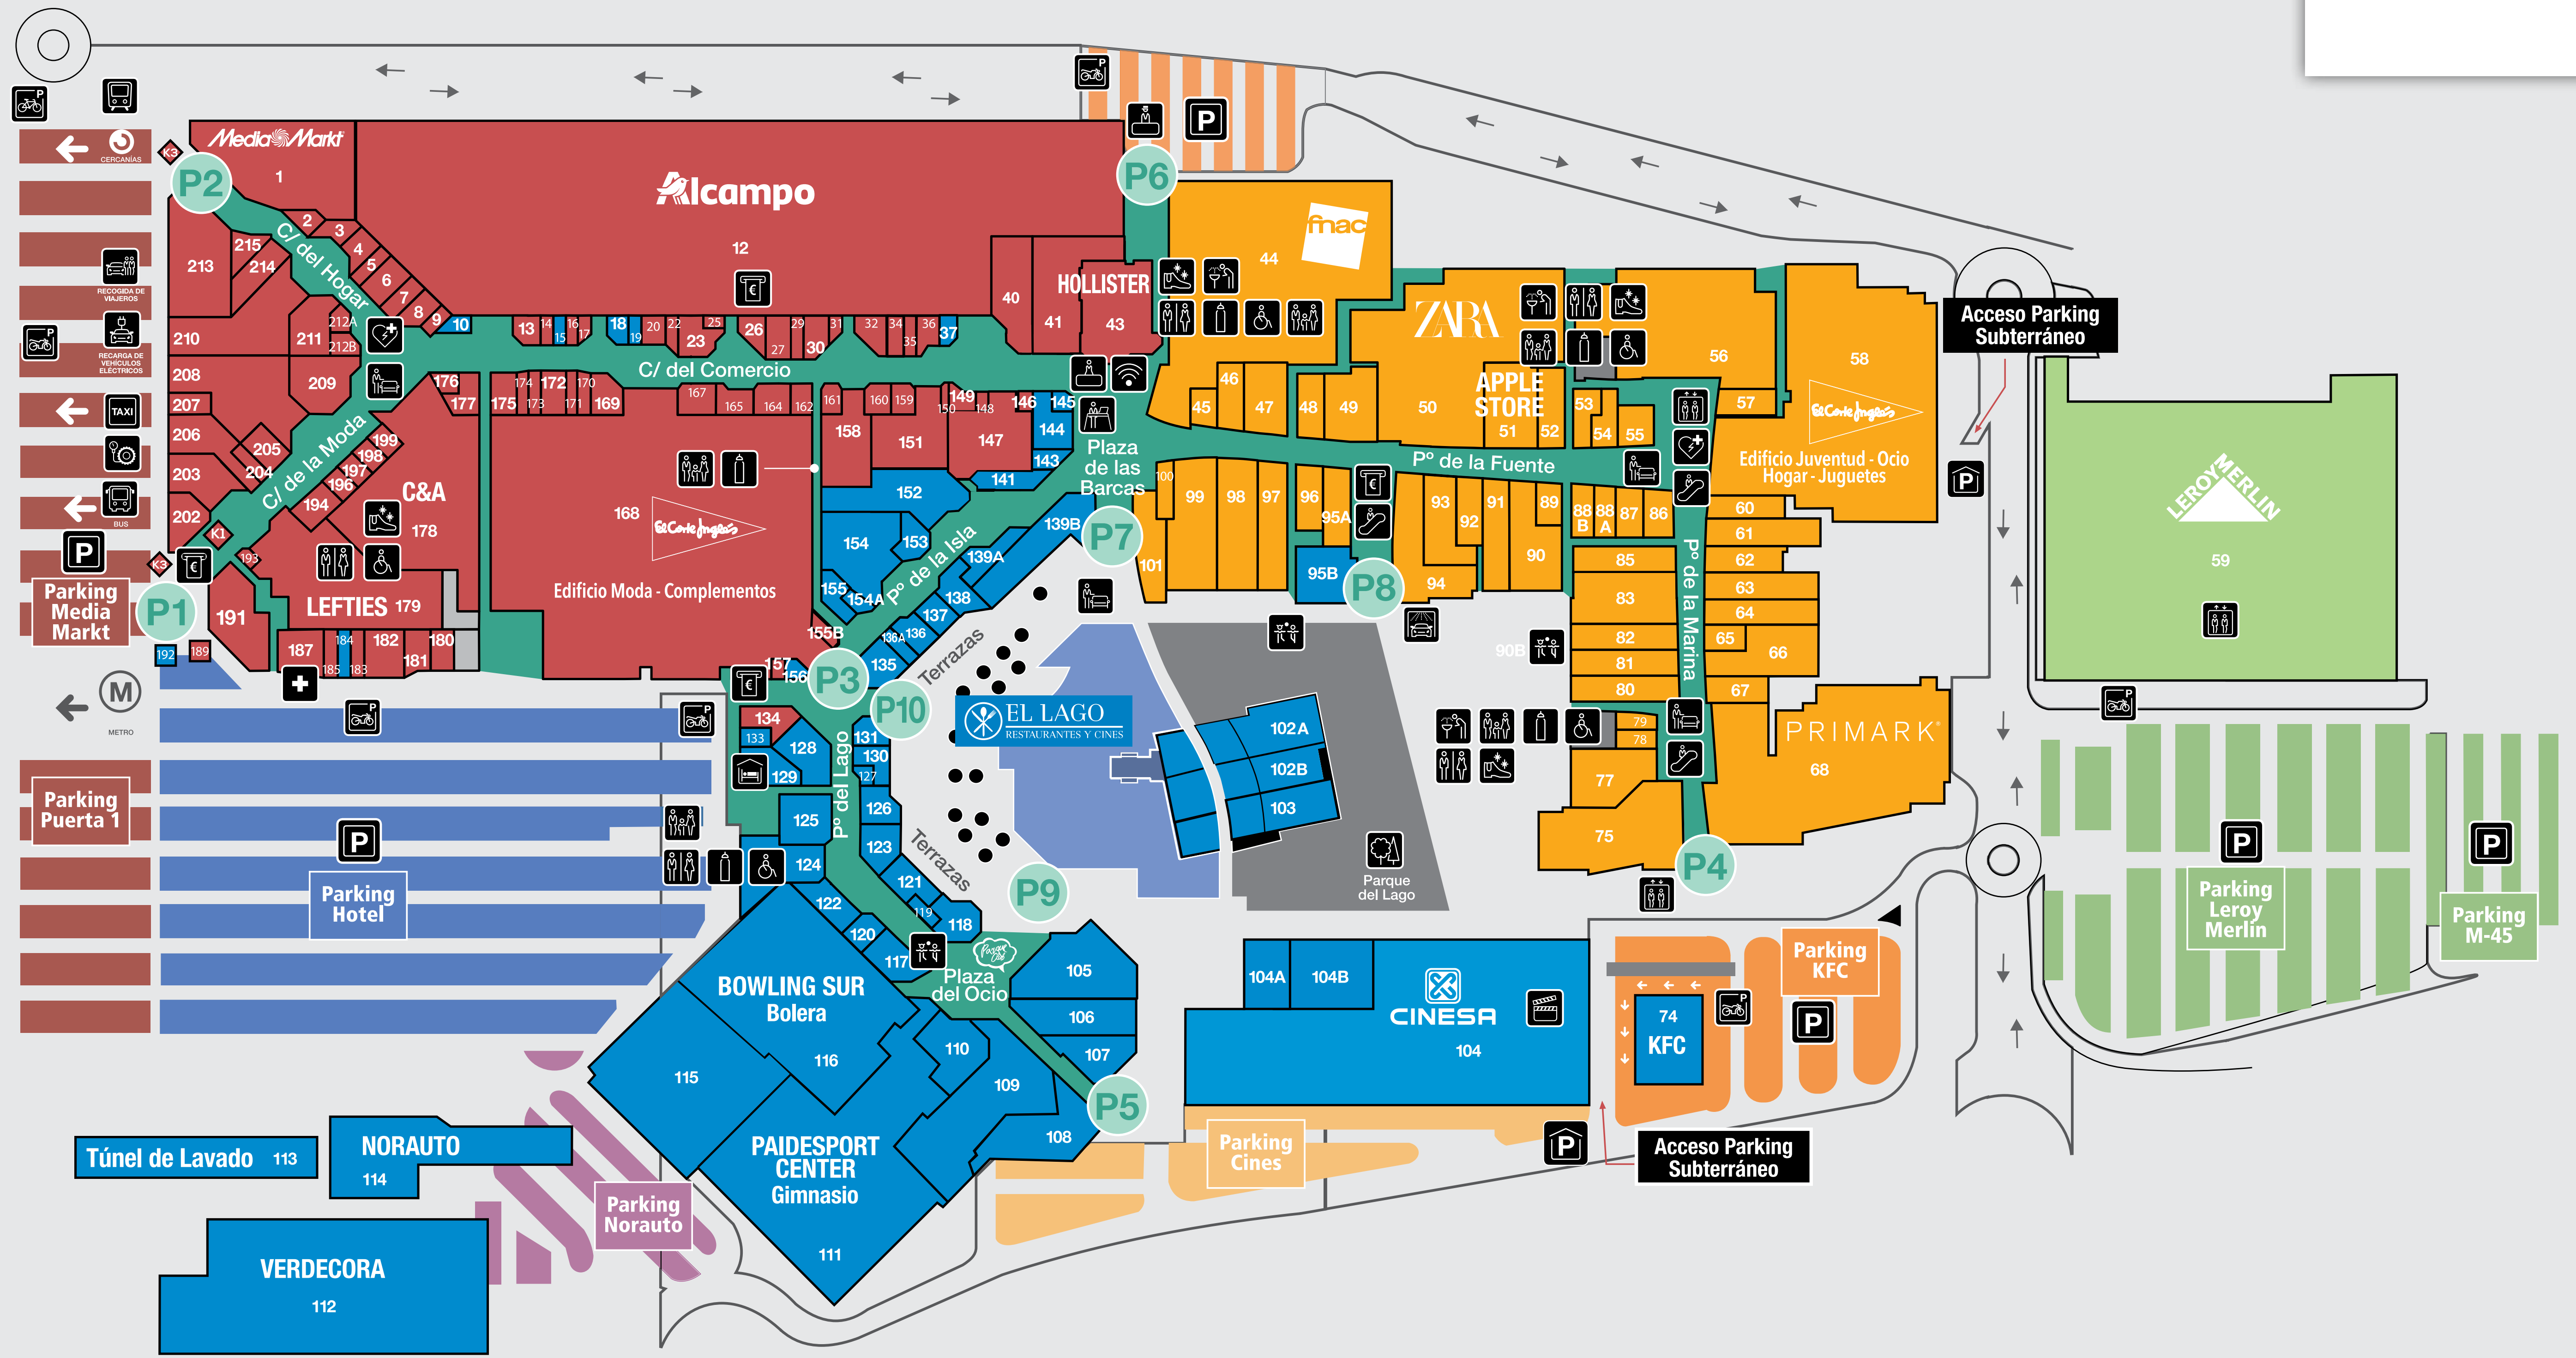 P
CERCANÍAS
RECOGIDA DE
VIAJEROS
RECARGA DE
VEHÍCULOS
ELÉCTRICOS
TAXI
BUS
P
Parking
Media
Markt
M
METRO
Parking
Puerta 1
K3
P2
MediaMarkt
1
C/ del Hogar
2
3
4
5
6
7
8
9
10
213
215
214
210
211
212A
212B
208
209
207
206
205
204
203
202
C/ de la Moda
K1
K3
€
P1
192
189
191
193
194
196
197
198
199
C&A
178
LEFTIES 179
187
185
184
183
182
181
180
176
177
Alcampo
12
€
13
14
15
16
17
18
19
20
22
23
25
26
27
29
30
31
32
34
35
36
37
40
41
HOLLISTER
43
C/ del Comercio
175
174
173
172
171
170
169
167
165
164
162
161
160
159
150
149
148
146
145
158
151
147
144
143
141
168
El Corte Inglés
Edificio Moda - Complementos
152
154
153
155
154A
155B
157
156
€
P3
Pº de la Isla
139B
139A
138
137
136
136A
135
P10
Plaza
de las
Barcas
P7
P6
P
P
fnac
44
45
46
47
48
49
ZARA
50
APPLE
STORE
51
52
53
54
55
56
57
58
El Corte Inglés
Edificio Juventud - Ocio
Hogar - Juguetes
Pº de la Fuente
100
99
98
97
96
95A
95B
€
P8
101
93
92
91
89
90
94
88
B
88
A
87
86
85
83
82
81
80
79
78
77
75
90B
Pº de la Marina
60
61
62
63
64
65
66
67
PRIMARK
68
P4
Acceso Parking
Subterráneo
P
LEROY MERLIN
59
P
P
Parking
Leroy
Merlin
P
Parking
M-45
Terrazas
EL LAGO
RESTAURANTES Y CINES
102A
102B
103
Parque
del Lago
134
133
128
129
131
130
127
126
125
124
123
122
121
120
119
118
117
Pº del Lago
Terrazas
P9
Parque Olé
Plaza
del Ocio
105
106
107
P5
P
P
P
Parking
Hotel
BOWLING SUR
Bolera
116
115
110
109
108
PAIDESPORT
CENTER
Gimnasio
111
104A
104B
CINESA
104
Parking
Cines
P
74
KFC
P
P
Parking
KFC
Acceso Parking
Subterráneo
Túnel de Lavado 113
NORAUTO
114
Parking
Norauto
VERDECORA
112